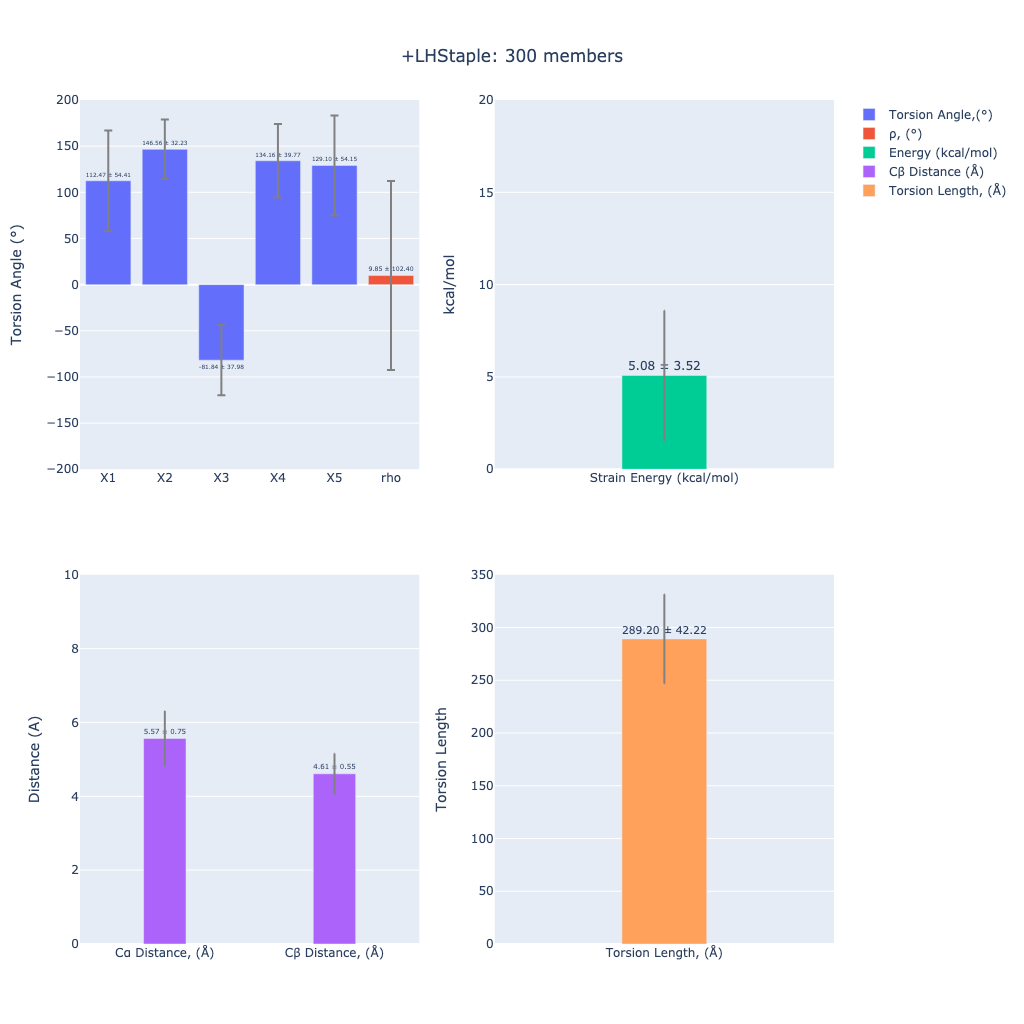 +LHStaple: 300 members
200
150
100
50
0
−50
−100
−150
−200
Torsion Angle (°)
112.47 ± 54.41
146.56 ± 32.23
-81.84 ± 37.98
134.16 ± 39.77
129.10 ± 54.15
9.85 ± 102.40
X1
X2
X3
X4
X5
rho
20
15
10
5
0
kcal/mol
5.08 ± 3.52
Strain Energy (kcal/mol)
Torsion Angle,(°)
ρ, (°)
Energy (kcal/mol)
Cβ Distance (Å)
Torsion Length, (Å)
10
8
6
4
2
0
Distance (A)
5.57 ± 0.75
4.61 ± 0.55
Cα Distance, (Å)
Cβ Distance, (Å)
350
300
250
200
150
100
50
0
Torsion Length
289.20 ± 42.22
Torsion Length, (Å)